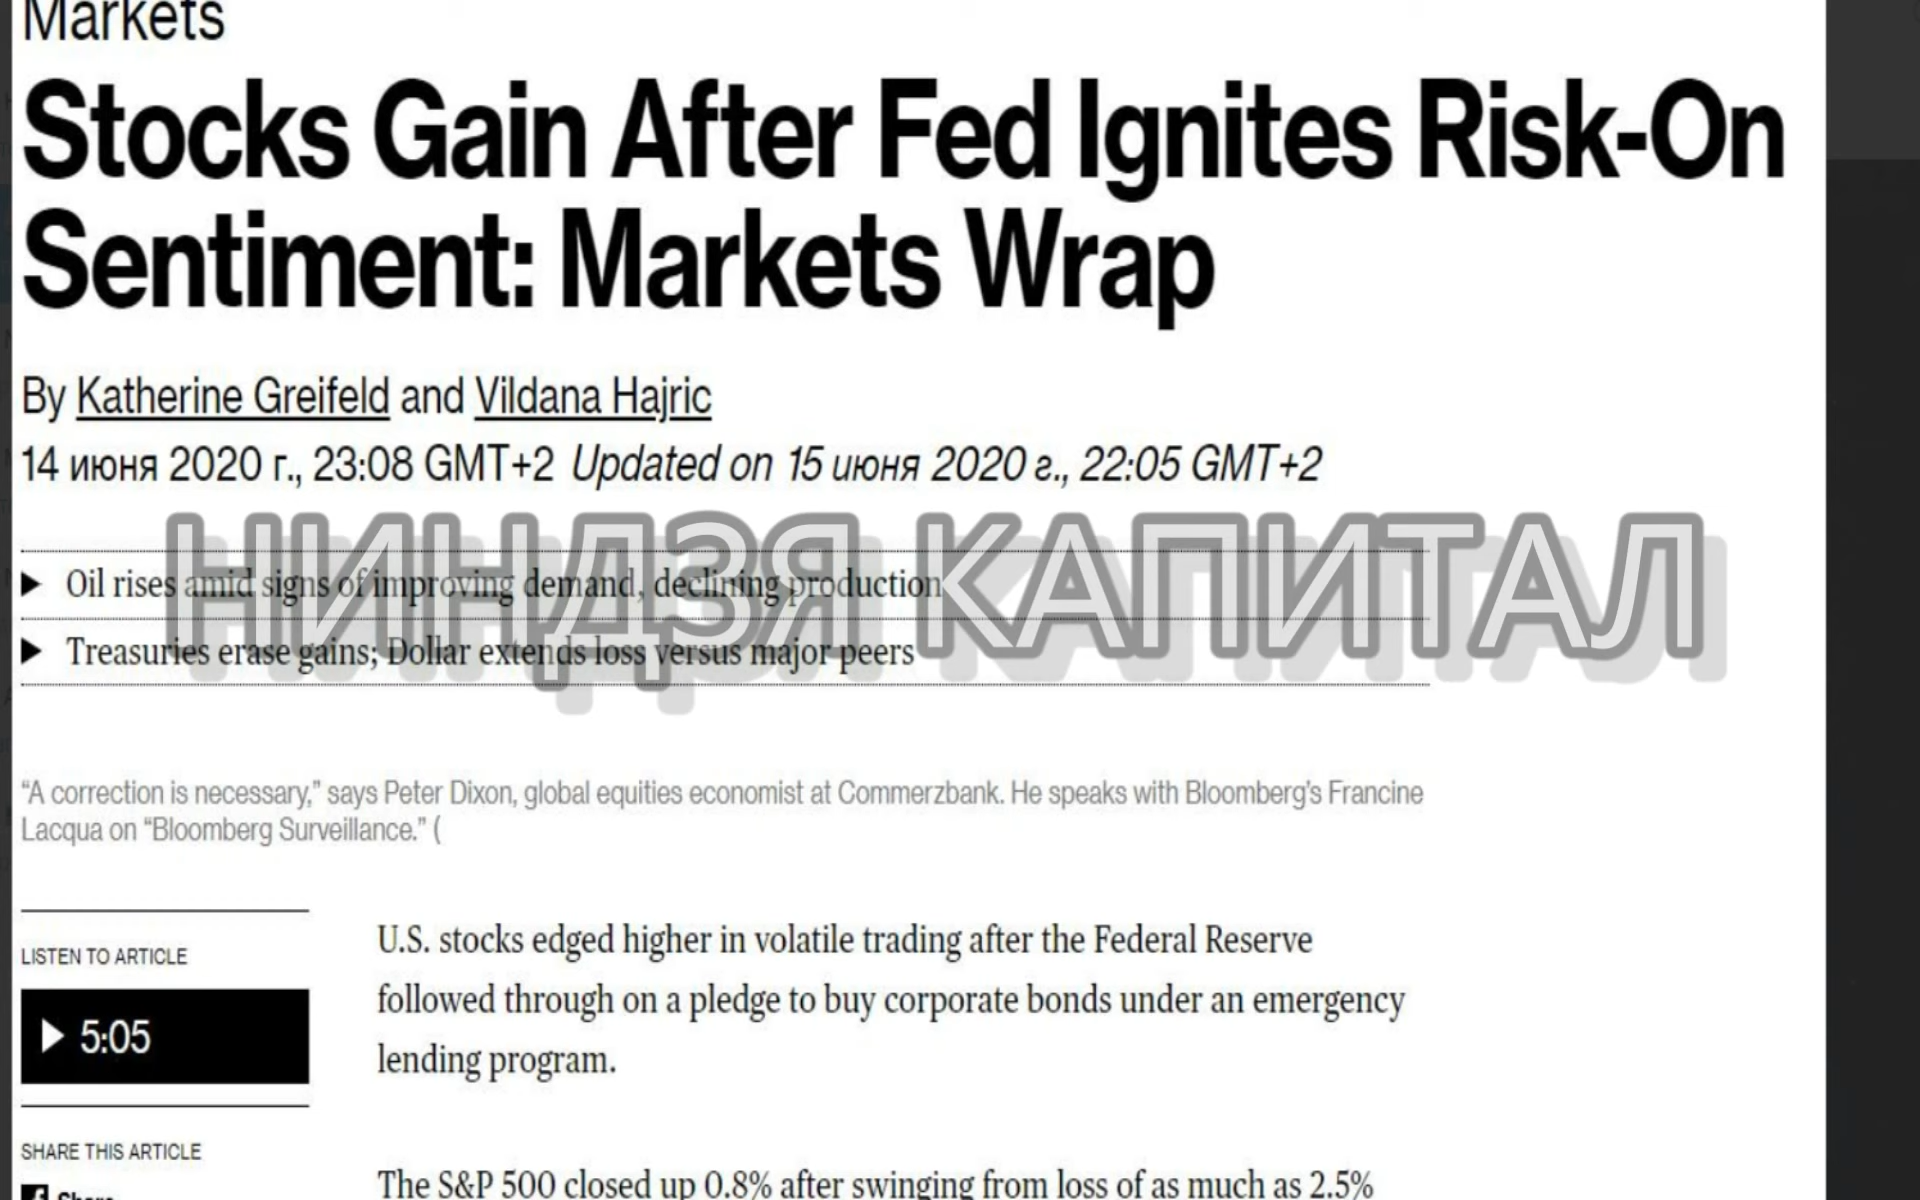 Markets
Stocks Gain After Fed Ignites Risk-On
Sentiment: Markets Wrap
By Katherine Greifeld and Vildana Hajric
14 июня 2020 г., 23:08 GMT+2 Updated on 15 июня 2020 г., 22:05 GMT+2
НИНДЗЯ КАПИТАЛ
▶ Oil rises amid signs of improving demand, declining production
▶ Treasuries erase gains; Dollar extends loss versus major peers
“A correction is necessary,” says Peter Dixon, global equities economist at Commerzbank. He speaks with Bloomberg’s Francine
Lacqua on “Bloomberg Surveillance.” (
LISTEN TO ARTICLE
▶ 5:05
SHARE THIS ARTICLE
Share
U.S. stocks edged higher in volatile trading after the Federal Reserve
followed through on a pledge to buy corporate bonds under an emergency
lending program.
The S&P 500 closed up 0.8% after swinging from loss of as much as 2.5%